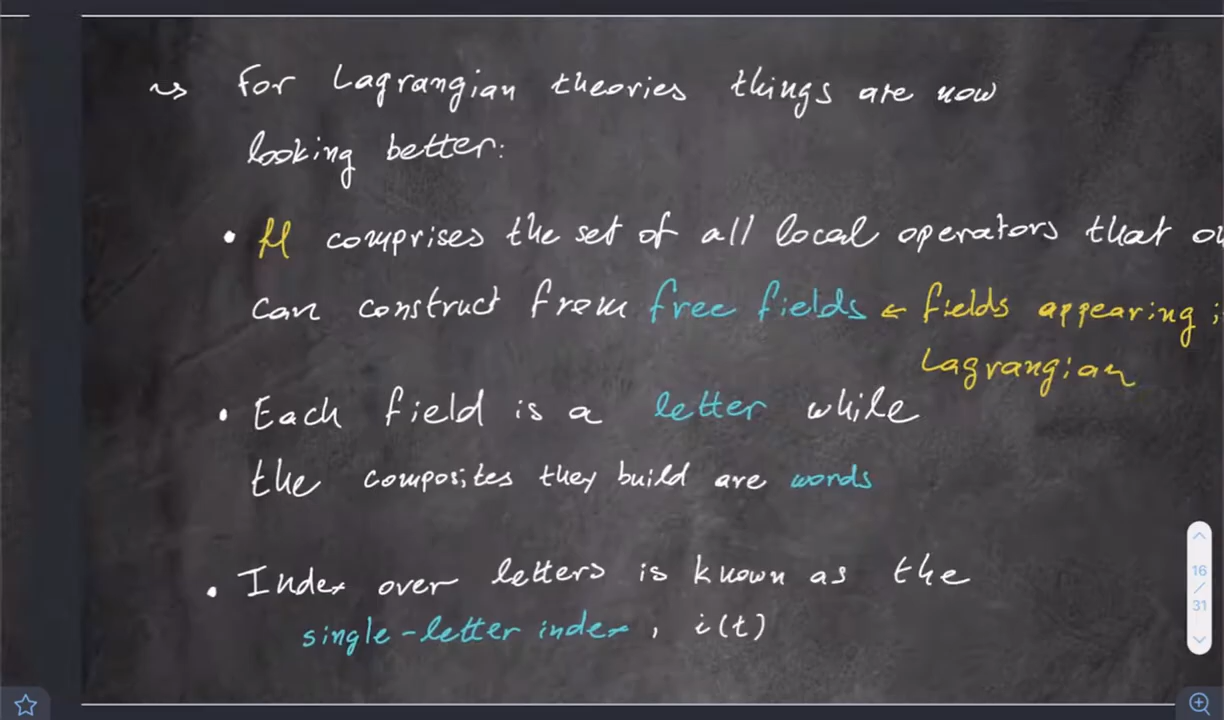 ~> For Lagrangian theories things are now
looking better:
• H comprises the set of all local operators that
can construct from free fields ← fields appearing
Lagrangian
• Each field is a letter while
the composites they build are words
• Index over letters is known as the
single-letter index, i(t)
16
/
31